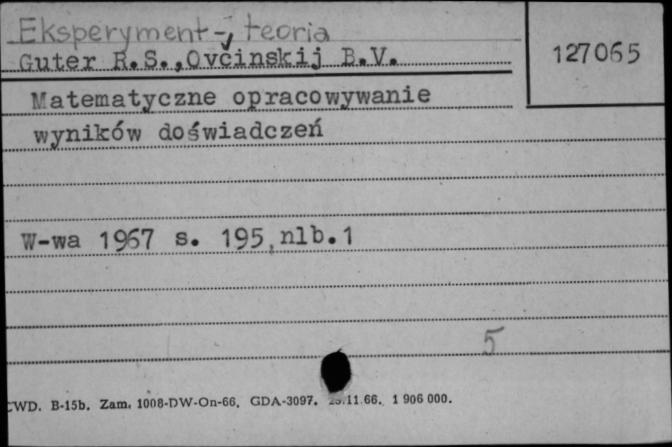 Eksperyment - teoria
127065
Guter R.S., Ovčinskij B.V.
Matematyczne opracowywanie
wyników doświadczeń
W-wa 1967 s. 195, nlb. 1
5
CWD. B-15b. Zam. 1008-DW-On-66. GDA-3097. 11.66. 1 906 000.